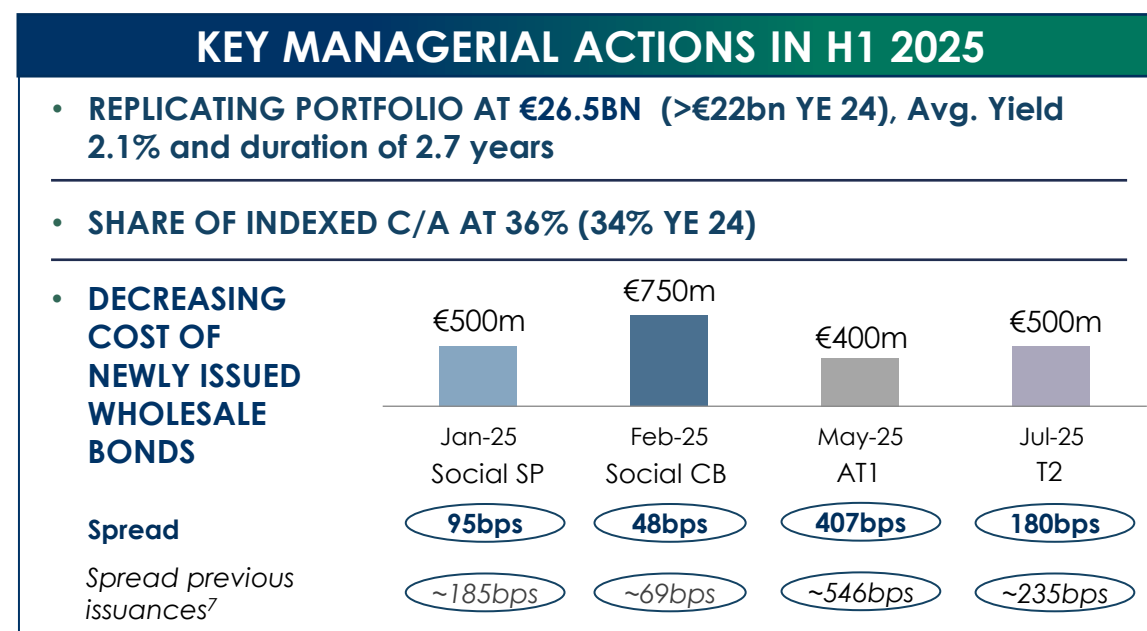 KEY MANAGERIAL ACTIONS IN H1 2025
• REPLICATING PORTFOLIO AT €26.5BN (>€22bn YE 24), Avg. Yield
2.1% and duration of 2.7 years
• SHARE OF INDEXED C/A AT 36% (34% YE 24)
• DECREASING
COST OF
NEWLY ISSUED
WHOLESALE
BONDS
€500m €750m €400m €500m
Jan-25 Feb-25 May-25 Jul-25
Social SP Social CB AT1 T2
Spread 95bps 48bps 407bps 180bps
Spread previous
issuances⁷ ~185bps ~69bps ~546bps ~235bps